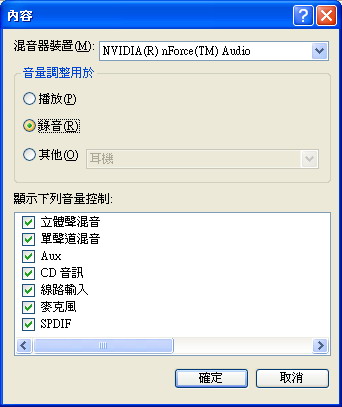 內容
混音器裝置(M): NVIDIA(R) nForce(TM) Audio
音量調整用於
播放(P)
錄音(R)
其他(O) 耳機
顯示下列音量控制:
立體聲混音
單聲道混音
Aux
CD 音訊
線路輸入
麥克風
SPDIF
確定 取消